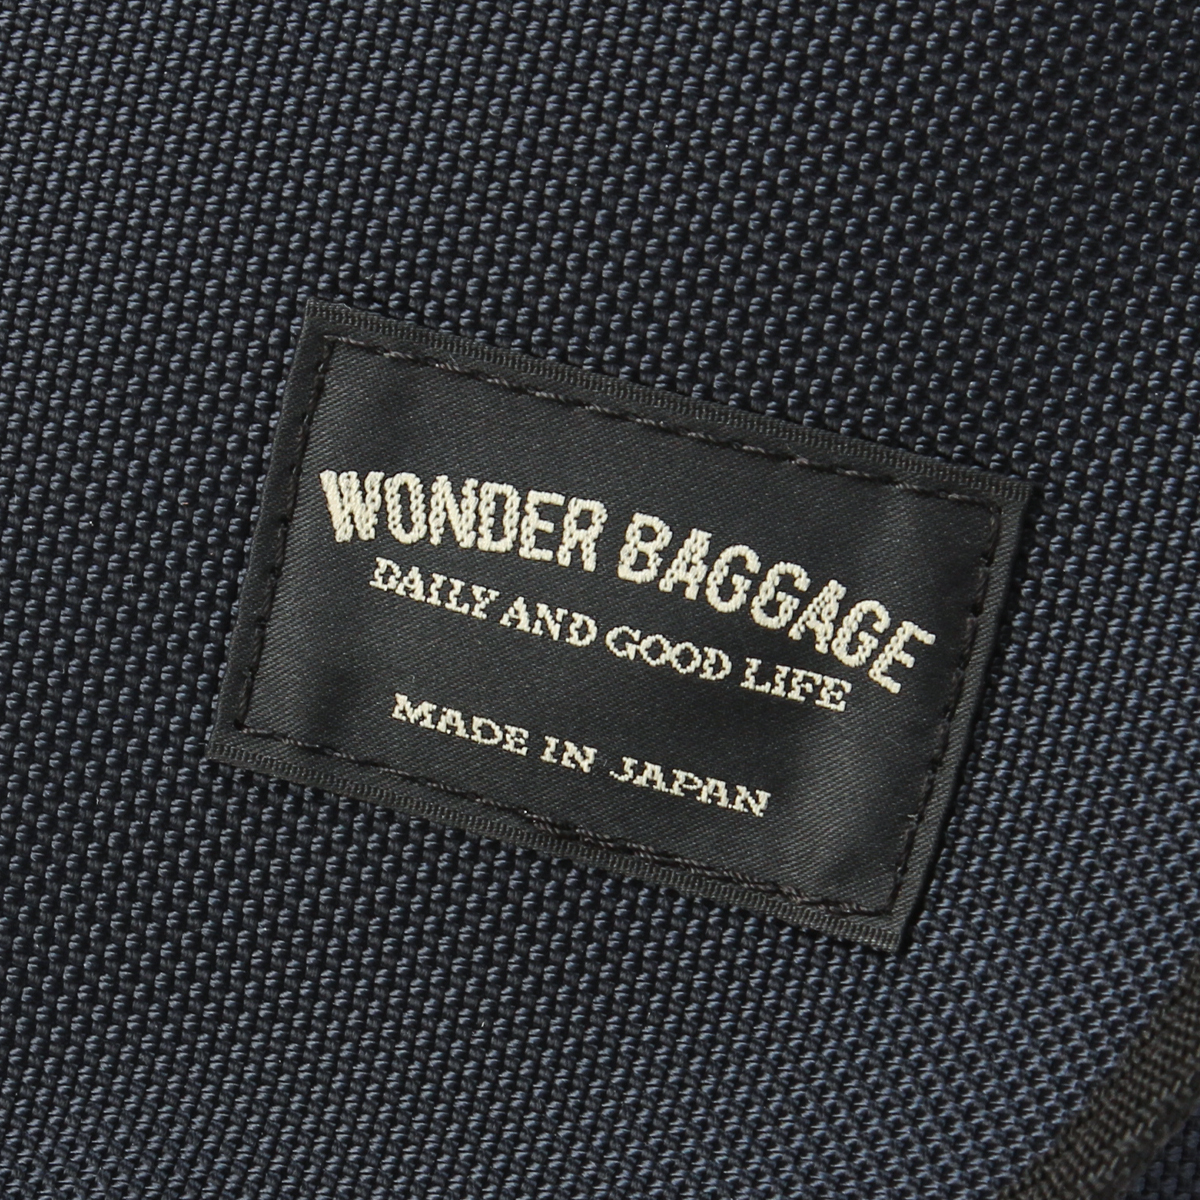 WONDER BAGGAGE
DAILY AND GOOD LIFE
MADE IN JAPAN